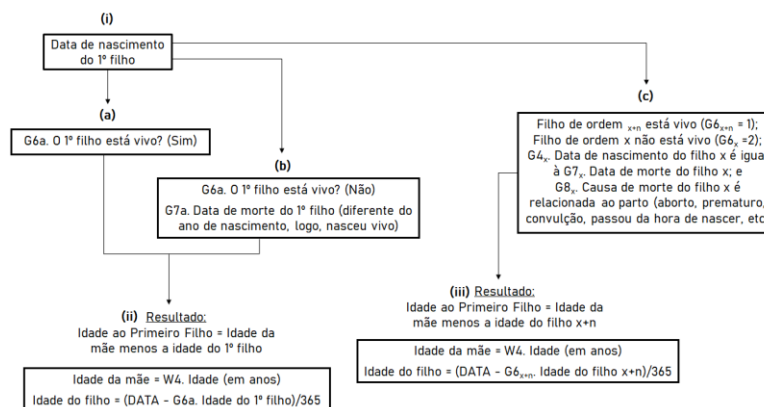 (i)
Data de nascimento
do 1º filho
(a)
G6a. O 1º filho está vivo? (Sim)
(b)
G6a. O 1º filho está vivo? (Não)
G7a. Data de morte do 1º filho (diferente do
ano de nascimento, logo, nasceu vivo)
(c)
Filho de ordem x+n está vivo (G6x+n = 1);
Filho de ordem x não está vivo (G6x =2);
G4x. Data de nascimento do filho x é igua
à G7x. Data de morte do filho x; e
G8x. Causa de morte do filho x é
relacionada ao parto (aborto, prematuro,
convulção, passou da hora de nascer, etc
(ii) Resultado:
Idade ao Primeiro Filho = Idade da
mãe menos a idade do 1º filho
Idade da mãe = W4. Idade (em anos)
Idade do filho = (DATA - G6a. Idade do 1º filho)/365
(iii) Resultado:
Idade ao Primeiro Filho = Idade da
mãe menos a idade do filho x+n
Idade da mãe = W4. Idade (em anos)
Idade do filho = (DATA - G6x+n. Idade do filho x+n)/365